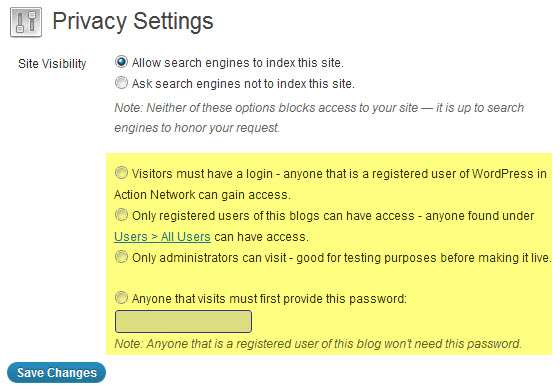 Privacy Settings
Site Visibility
Allow search engines to index this site.
Ask search engines not to index this site.
Note: Neither of these options blocks access to your site — it is up to search
engines to honor your request.
Visitors must have a login - anyone that is a registered user of WordPress in
Action Network can gain access.
Only registered users of this blogs can have access - anyone found under
Users > All Users can have access.
Only administrators can visit - good for testing purposes before making it live.
Anyone that visits must first provide this password:
Note: Anyone that is a registered user of this blog won't need this password.
Save Changes